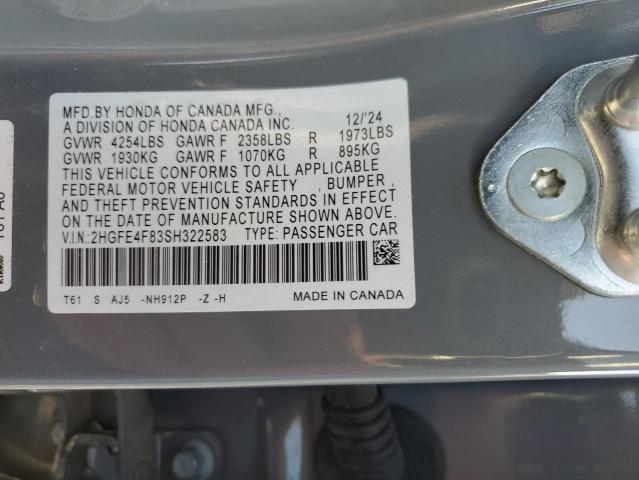 MFD.BY HONDA OF CANADA MFG., 12/'24
A DIVISION OF HONDA CANADA INC.
GVWR 4254LBS GAWR F 2358LBS R 1973LBS
GVWR 1930KG GAWR F 1070KG R 895KG
THIS VEHICLE CONFORMS TO ALL APPLICABLE
FEDERAL MOTOR VEHICLE SAFETY , BUMPER ,
AND THEFT PREVENTION STANDARDS IN EFFECT
ON THE DATE OF MANUFACTURE SHOWN ABOVE.
V.I.N.:2HGFE4F83SH322583 TYPE: PASSENGER CAR
T61 S AJ5 -NH912P -Z -H MADE IN CANADA